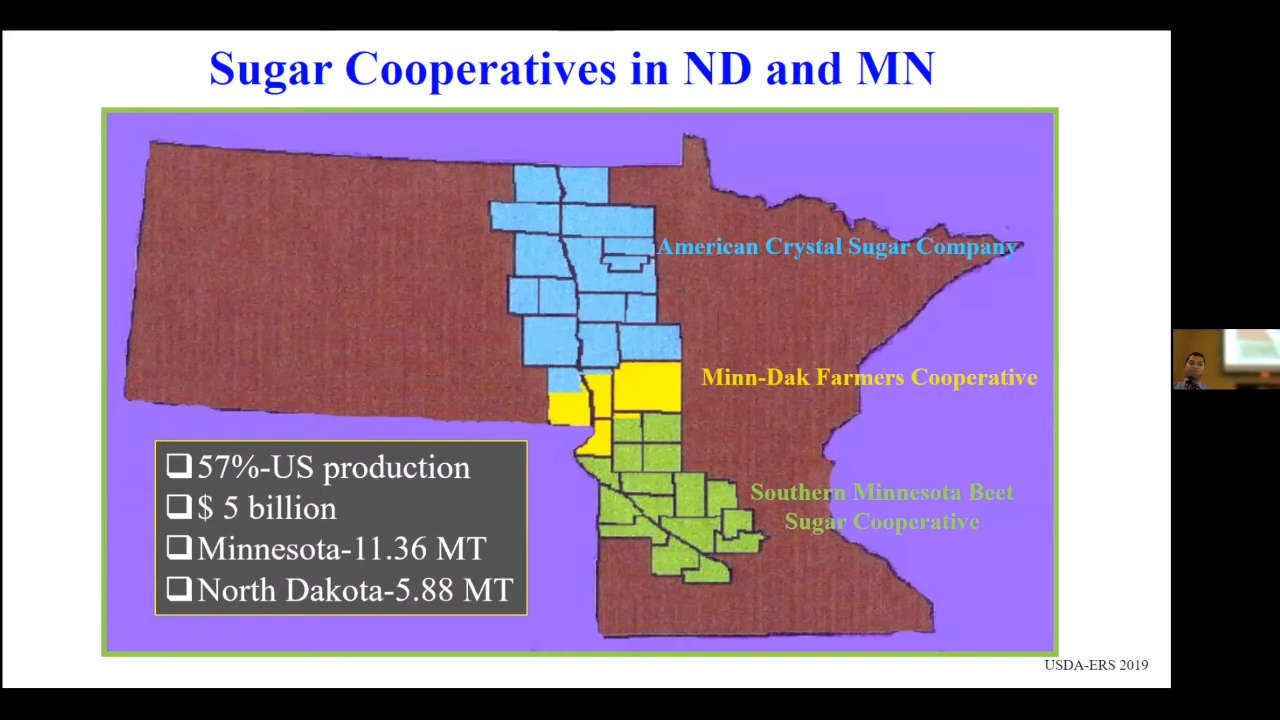 Sugar Cooperatives in ND and MN
American Crystal Sugar Company
Minn-Dak Farmers Cooperative
Southern Minnesota Beet
Sugar Cooperative
❑57%-US production
❑$ 5 billion
❑Minnesota-11.36 MT
❑North Dakota-5.88 MT
USDA-ERS 2019